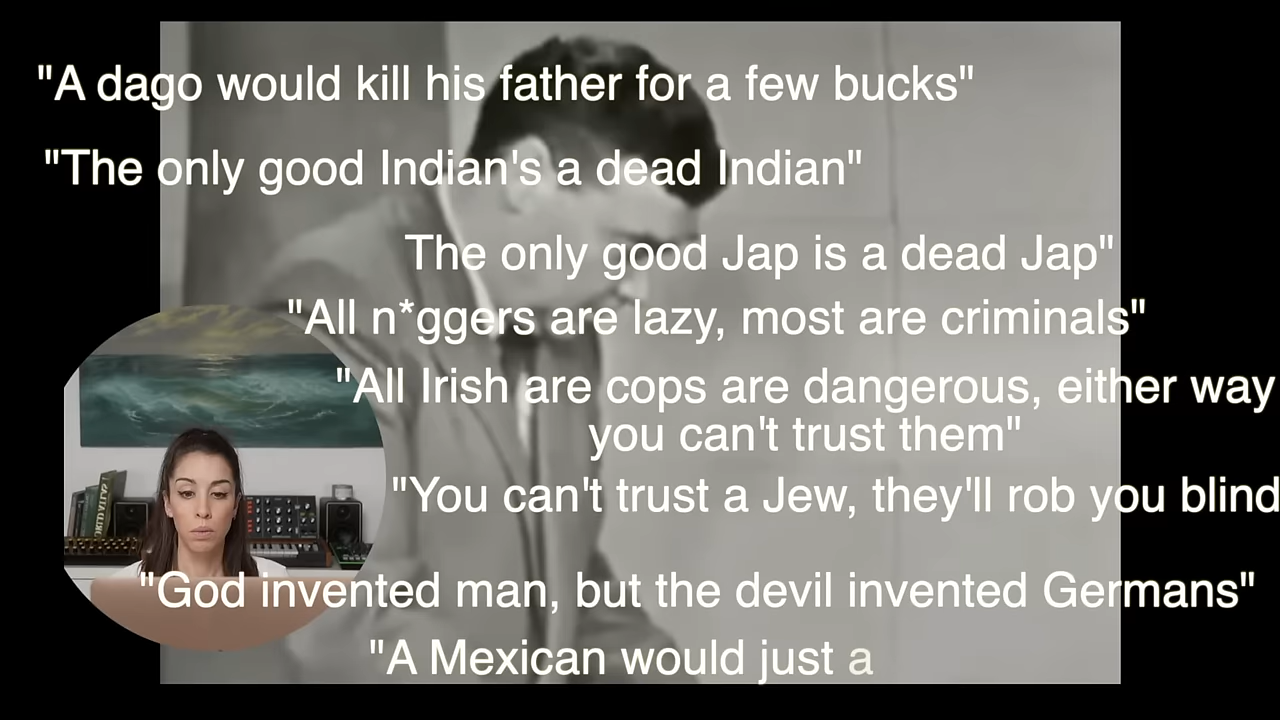 "A dago would kill his father for a few bucks"
"The only good Indian's a dead Indian"
The only good Jap is a dead Jap"
"All n*ggers are lazy, most are criminals"
"All Irish are cops are dangerous, either way
you can't trust them"
"You can't trust a Jew, they'll rob you blind
"God invented man, but the devil invented Germans"
"A Mexican would just a